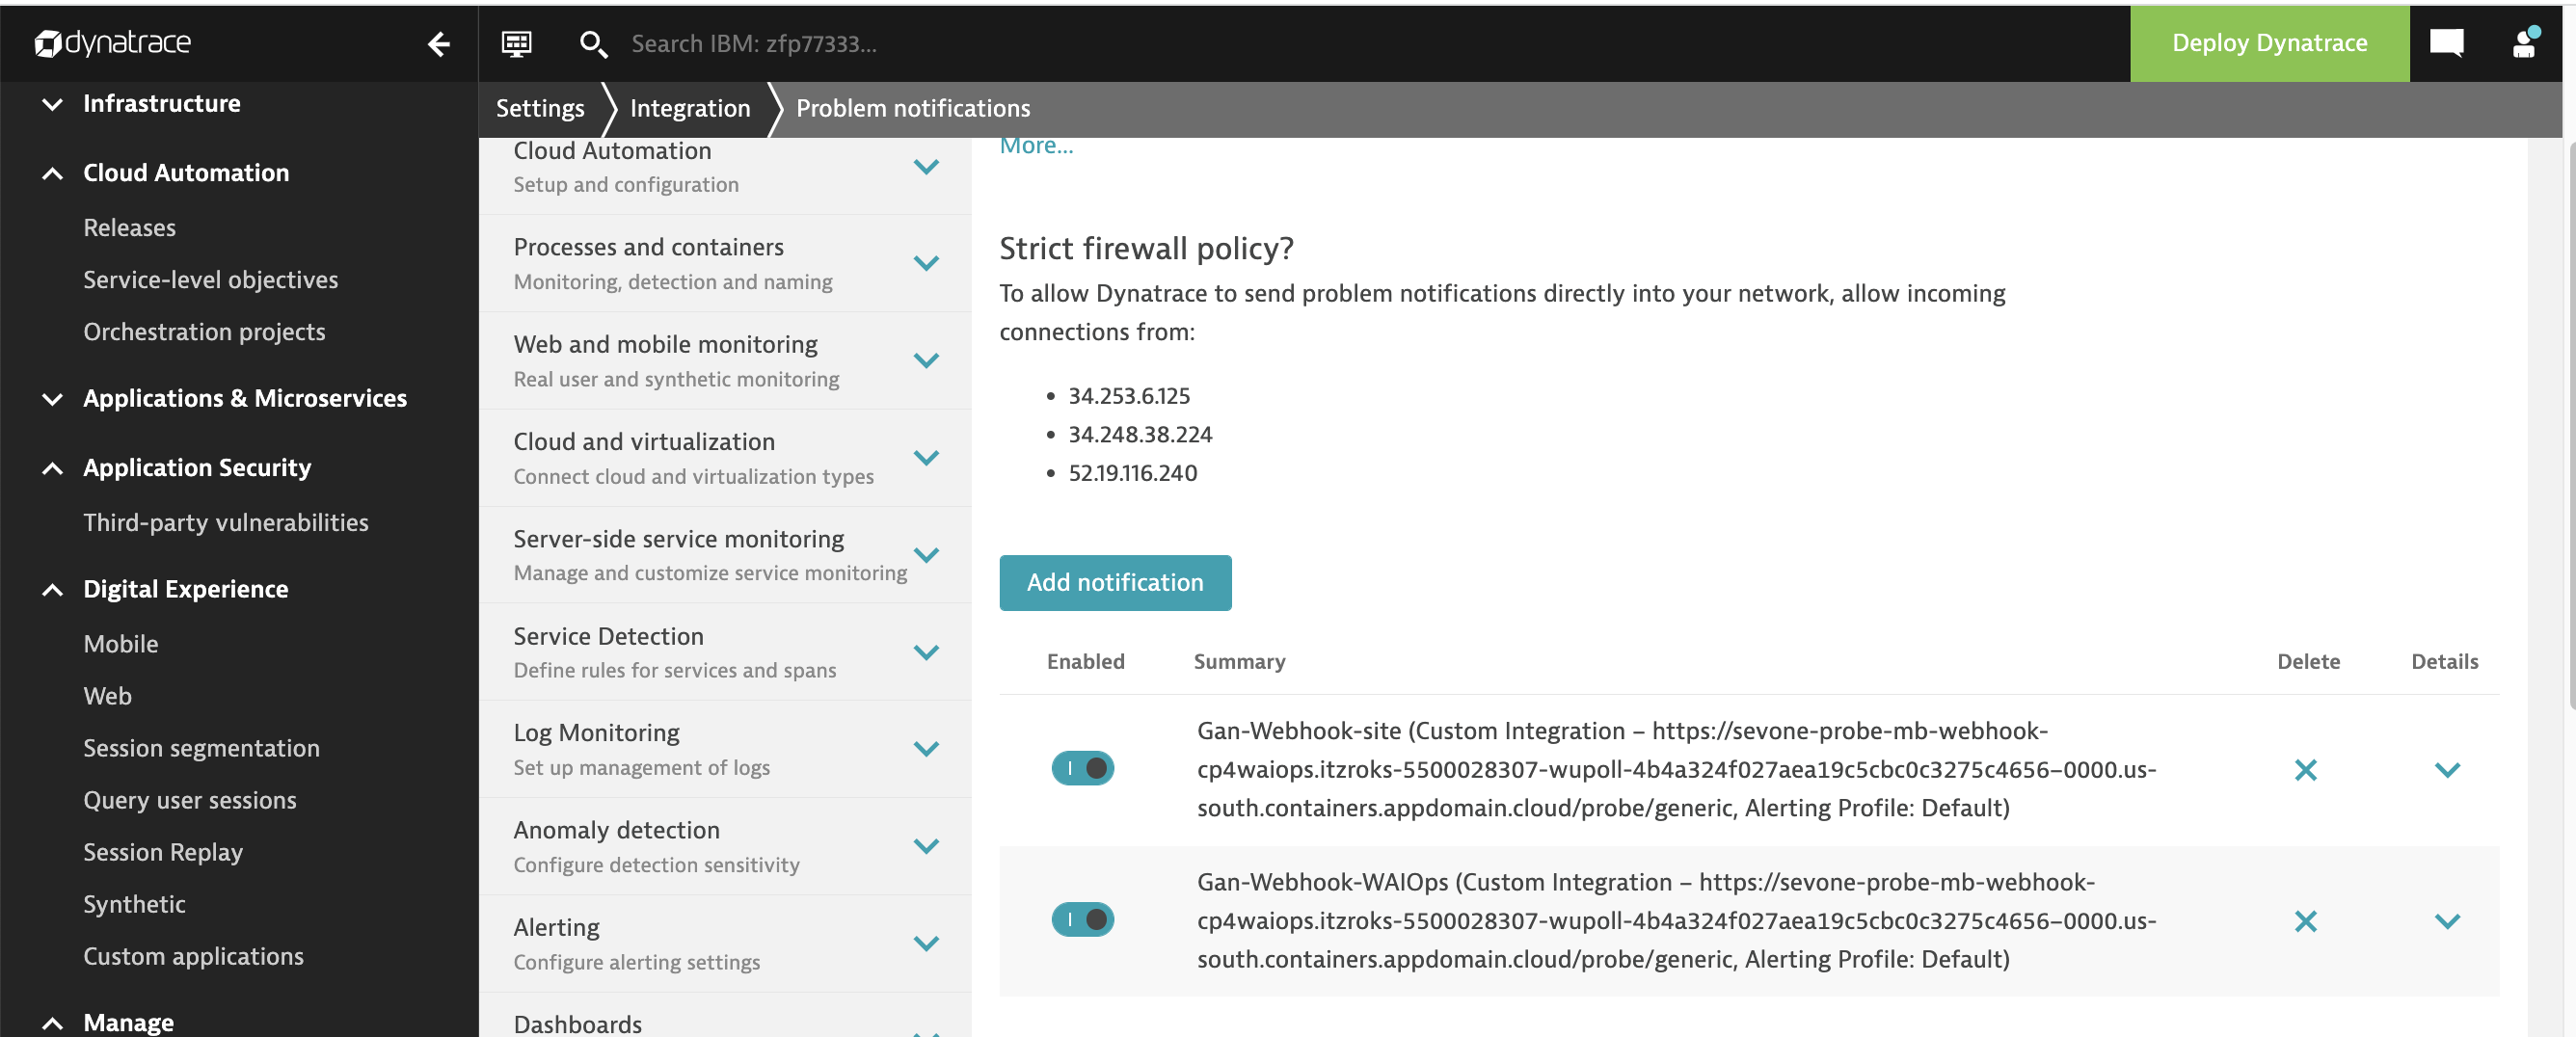 dynatrace
Search IBM: zfp77333...
Deploy Dynatrace
Settings
Integration
Problem notifications
Infrastructure
Cloud Automation
Releases
Service-level objectives
Orchestration projects
Applications & Microservices
Application Security
Third-party vulnerabilities
Digital Experience
Mobile
Web
Session segmentation
Query user sessions
Session Replay
Synthetic
Custom applications
Manage
Cloud Automation
Setup and configuration
Processes and containers
Monitoring, detection and naming
Web and mobile monitoring
Real user and synthetic monitoring
Cloud and virtualization
Connect cloud and virtualization types
Server-side service monitoring
Manage and customize service monitoring
Service Detection
Define rules for services and spans
Log Monitoring
Set up management of logs
Anomaly detection
Configure detection sensitivity
Alerting
Configure alerting settings
Dashboards
More...
Strict firewall policy?
To allow Dynatrace to send problem notifications directly into your network, allow incoming
connections from:
• 34.253.6.125
• 34.248.38.224
• 52.19.116.240
Add notification
Enabled Summary Delete Details
Gan-Webhook-site (Custom Integration – https://sevone-probe-mb-webhook-
cp4waiops.itzroks-5500028307-wupoll-4b4a324f027aea19c5cbc0c3275c4656–0000.us-
south.containers.appdomain.cloud/probe/generic, Alerting Profile: Default)
Gan-Webhook-WAIOps (Custom Integration – https://sevone-probe-mb-webhook-
cp4waiops.itzroks-5500028307-wupoll-4b4a324f027aea19c5cbc0c3275c4656–0000.us-
south.containers.appdomain.cloud/probe/generic, Alerting Profile: Default)